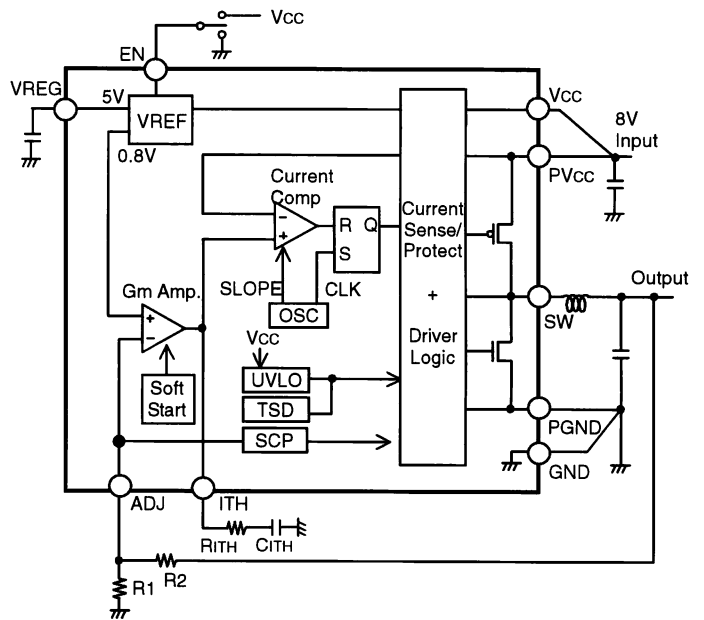 VCC
EN
VREG
5V
VREF
0.8V
VCC
8V
Input
PVCC
Current
Comp
R Q
S
Current
Sense/
Protect
+
Driver
Logic
SLOPE
CLK
OSC
Gm Amp.
Soft
Start
VCC
UVLO
TSD
SCP
Output
SW
PGND
GND
ADJ
ITH
RITH
CITH
R2
R1